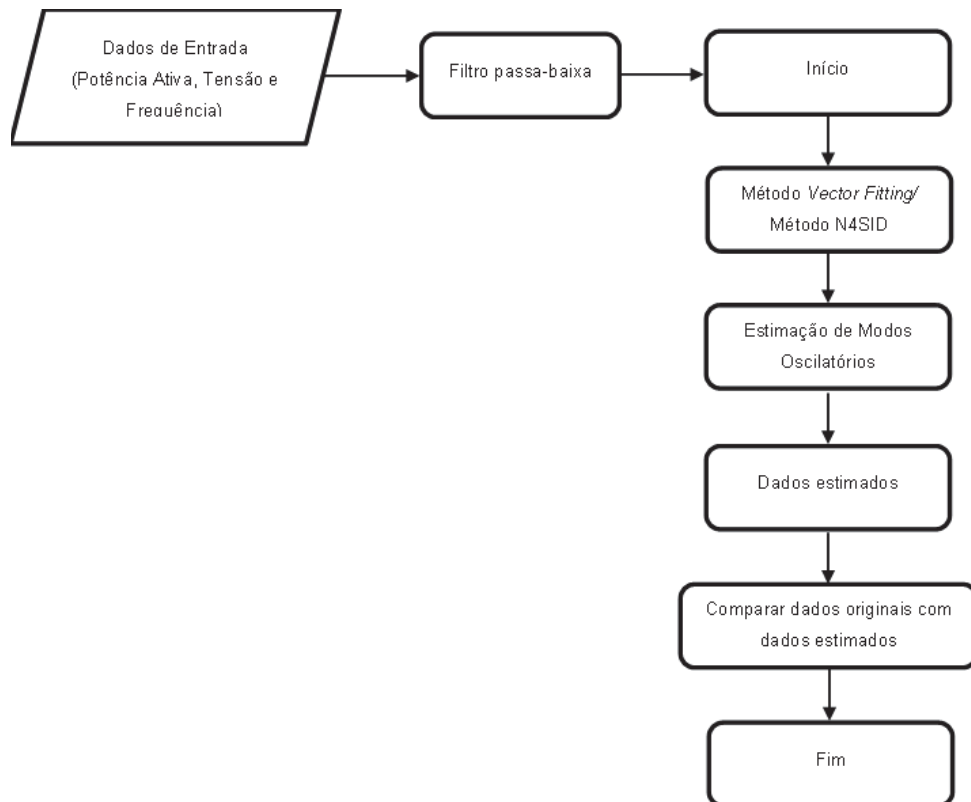 Dados de Entrada
(Potência Ativa, Tensão e
Frequência)
Filtro passa-baixa
Início
Método Vector Fitting/
Método N4SID
Estimação de Modos
Oscilatórios
Dados estimados
Comparar dados originais com
dados estimados
Fim